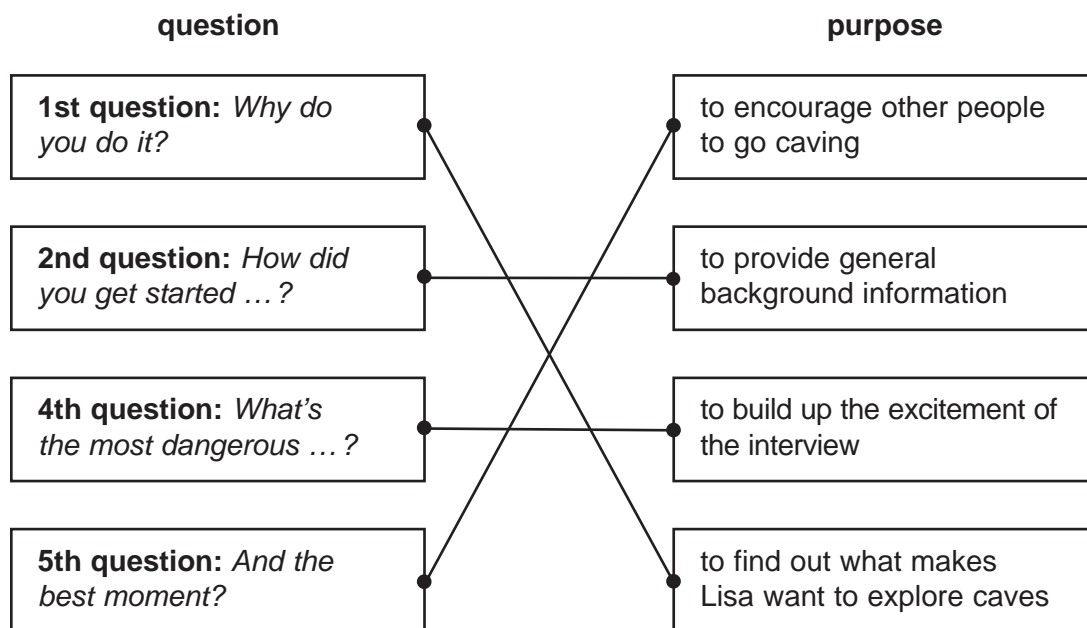 question
purpose
1st question: Why do
you do it?
to encourage other people
to go caving
2nd question: How did
you get started …?
to provide general
background information
4th question: What's
the most dangerous …?
to build up the excitement of
the interview
5th question: And the
best moment?
to find out what makes
Lisa want to explore caves